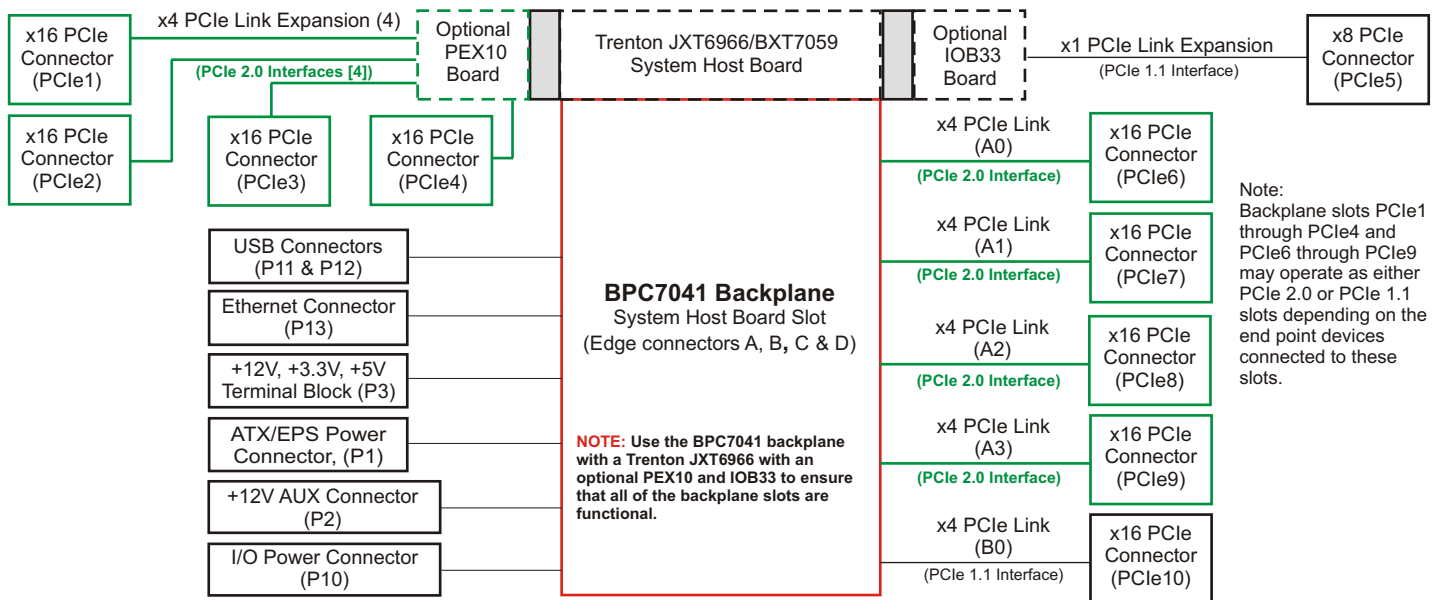 x16 PCIe
Connector
(PCIe1)
x4 PCIe Link Expansion (4)
(PCIe 2.0 Interfaces [4])
Optional
PEX10
Board
Trenton JXT6966/BXT7059
System Host Board
Optional
IOB33
Board
x1 PCIe Link Expansion
(PCIe 1.1 Interface)
x8 PCIe
Connector
(PCIe5)
x16 PCIe
Connector
(PCIe2)
x16 PCIe
Connector
(PCIe3)
x16 PCIe
Connector
(PCIe4)
x4 PCIe Link
(A0)
(PCIe 2.0 Interface)
x16 PCIe
Connector
(PCIe6)
x4 PCIe Link
(A1)
(PCIe 2.0 Interface)
x16 PCIe
Connector
(PCIe7)
x4 PCIe Link
(A2)
(PCIe 2.0 Interface)
x16 PCIe
Connector
(PCIe8)
x4 PCIe Link
(A3)
(PCIe 2.0 Interface)
x16 PCIe
Connector
(PCIe9)
x4 PCIe Link
(B0)
(PCIe 1.1 Interface)
x16 PCIe
Connector
(PCIe10)
Note:
Backplane slots PCIe1
through PCIe4 and
PCIe6 through PCIe9
may operate as either
PCIe 2.0 or PCIe 1.1
slots depending on the
end point devices
connected to these
slots.
USB Connectors
(P11 & P12)
Ethernet Connector
(P13)
+12V, +3.3V, +5V
Terminal Block (P3)
ATX/EPS Power
Connector, (P1)
+12V AUX Connector
(P2)
I/O Power Connector
(P10)
BPC7041 Backplane
System Host Board Slot
(Edge connectors A, B, C & D)
NOTE: Use the BPC7041 backplane
with a Trenton JXT6966 with an
optional PEX10 and IOB33 to ensure
that all of the backplane slots are
functional.